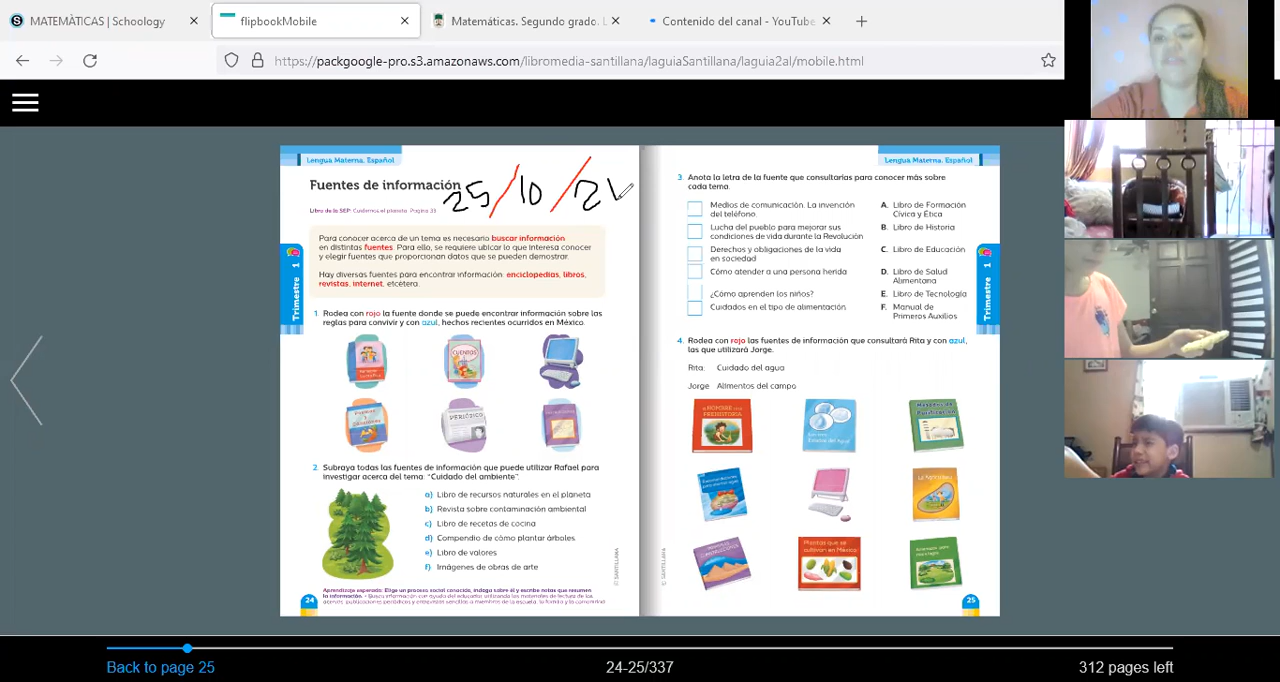 MATEMÁTICAS | Schoology
flipbookMobile
Matemáticas. Segundo grado. L
Contenido del canal - YouTube
https://packgoogle-pro.s3.amazonaws.com/libromedia-santillana/laguiaSantillana/laguia2al/mobile.html
Lengua Materna. Español
Fuentes de información
25/10/21
Libro de la SEP: Cuidemos el planeta. Página 33
Para conocer acerca de un tema es necesario buscar información
en distintas fuentes. Para ello, se requiere ubicar lo que interesa conocer
y elegir fuentes que proporcionan datos que se pueden demostrar.
Hay diversas fuentes para encontrar información: enciclopedias, libros,
revistas, internet, etcétera.
Trimestre 1
1 Rodea con rojo la fuente donde se puede encontrar información sobre las
reglas para convivir y con azul, hechos recientes ocurridos en México.
CUENTOS
PERIÓDICO
2 Subraya todas las fuentes de información que puede utilizar Rafael para
investigar acerca del tema: "Cuidado del ambiente".
a) Libro de recursos naturales en el planeta
b) Revista sobre contaminación ambiental
c) Libro de recetas de cocina
d) Compendio de cómo plantar árboles.
e) Libro de valores
f) Imágenes de obras de arte
© SANTILLANA
24
Lengua Materna. Español
3. Anota la letra de la fuente que consultarías para conocer más sobre
cada tema.
Medios de comunicación. La invención
del teléfono.
Lucha del pueblo para mejorar sus
condiciones de vida durante la Revolución
Derechos y obligaciones de la vida
en sociedad
Cómo atender a una persona herida
¿Cómo aprenden los niños?
Cuidados en el tipo de alimentación.
A. Libro de Formación
Cívica y Ética
B. Libro de Historia
C. Libro de Educación
D. Libro de Salud
Alimentaria
E. Libro de Tecnología
F. Manual de
Primeros Auxilios
Trimestre 1
4. Rodea con rojo las fuentes de información que consultará Rita y con azul,
las que utilizará Jorge.
Rita: Cuidado del agua
Jorge Alimentos del campo.
La Agricultura
Plantas que se
cultivan en México
© SANTILLANA
25
Back to page 25
24-25/337
312 pages left